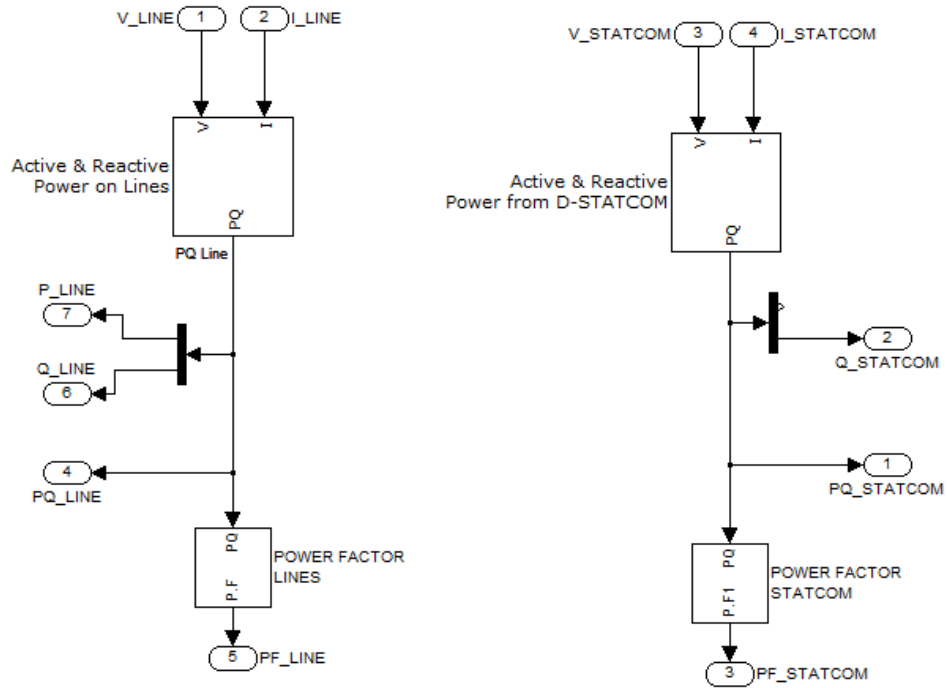 V_LINE 1 2 I_LINE
V I
Active & Reactive
Power on Lines
PQ
PQ Line
P_LINE
7
Q_LINE
6
4
PQ_LINE
PQ
POWER FACTOR
LINES
P.F
5 PF_LINE
V_STATCOM 3 4 I_STATCOM
V I
Active & Reactive
Power from D-STATCOM
PQ
2
Q_STATCOM
1
PQ_STATCOM
PQ
POWER FACTOR
STATCOM
P.F1
3 PF_STATCOM